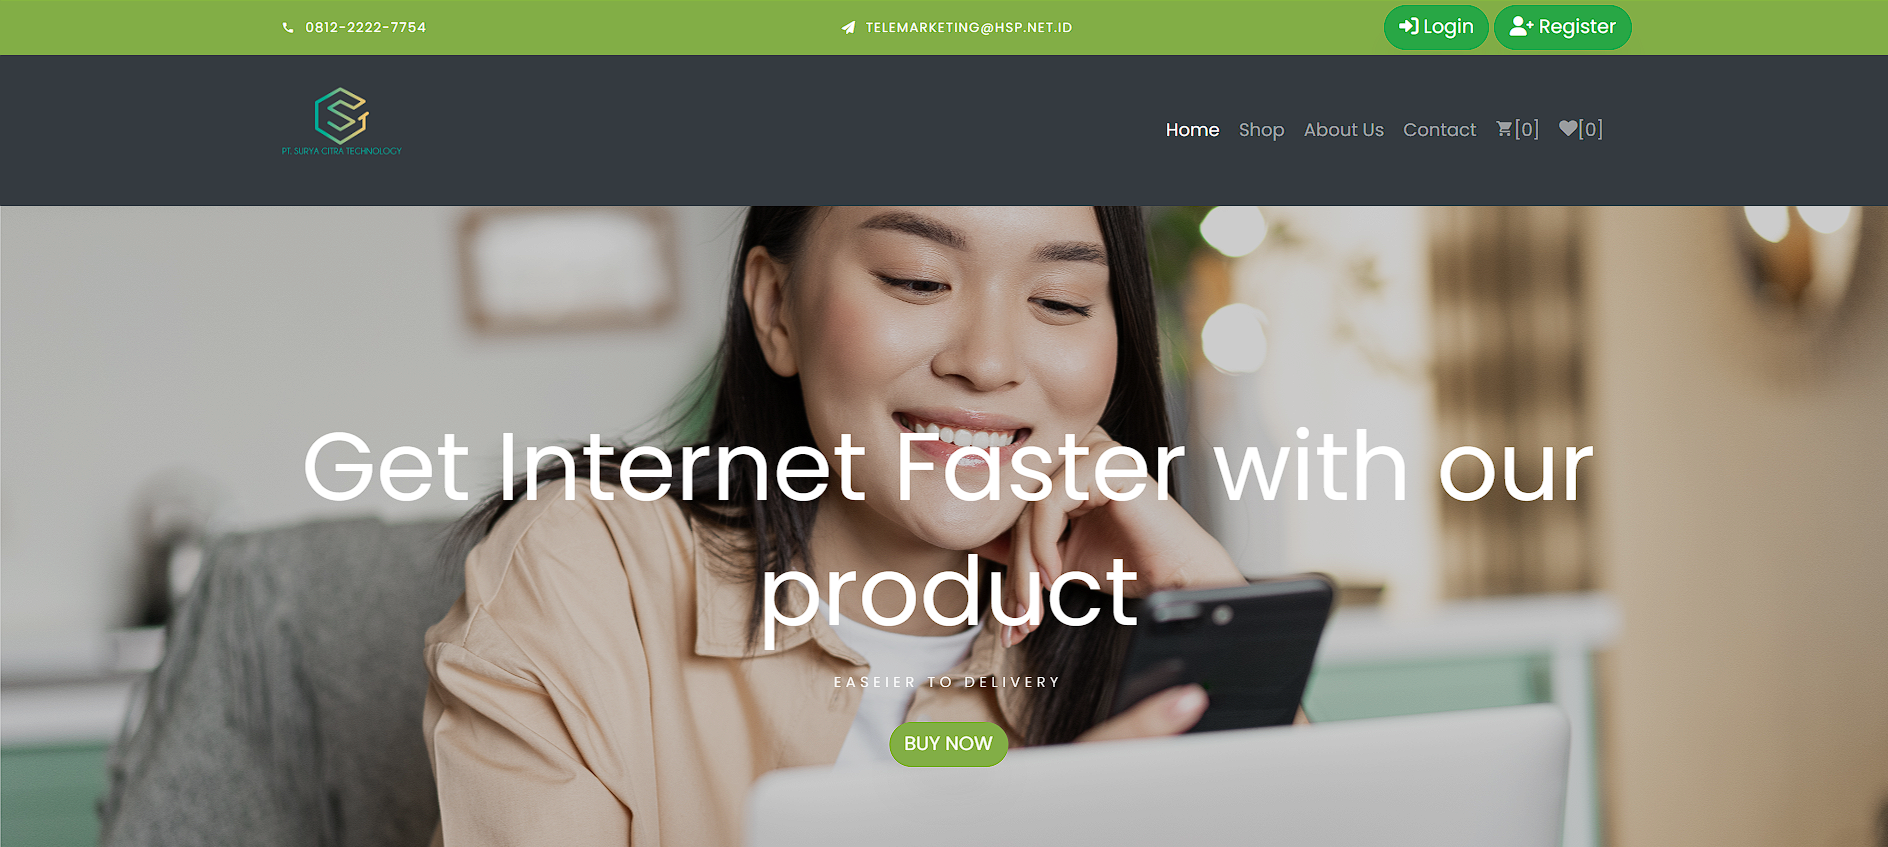 0812-2222-7754
TELEMARKETING@HSP.NET.ID
Login
Register
PT. SURYA CITRA TECHNOLOGY
Home
Shop
About Us
Contact
[0]
[0]
Get Internet Faster with our
product
EASEIER TO DELIVERY
BUY NOW